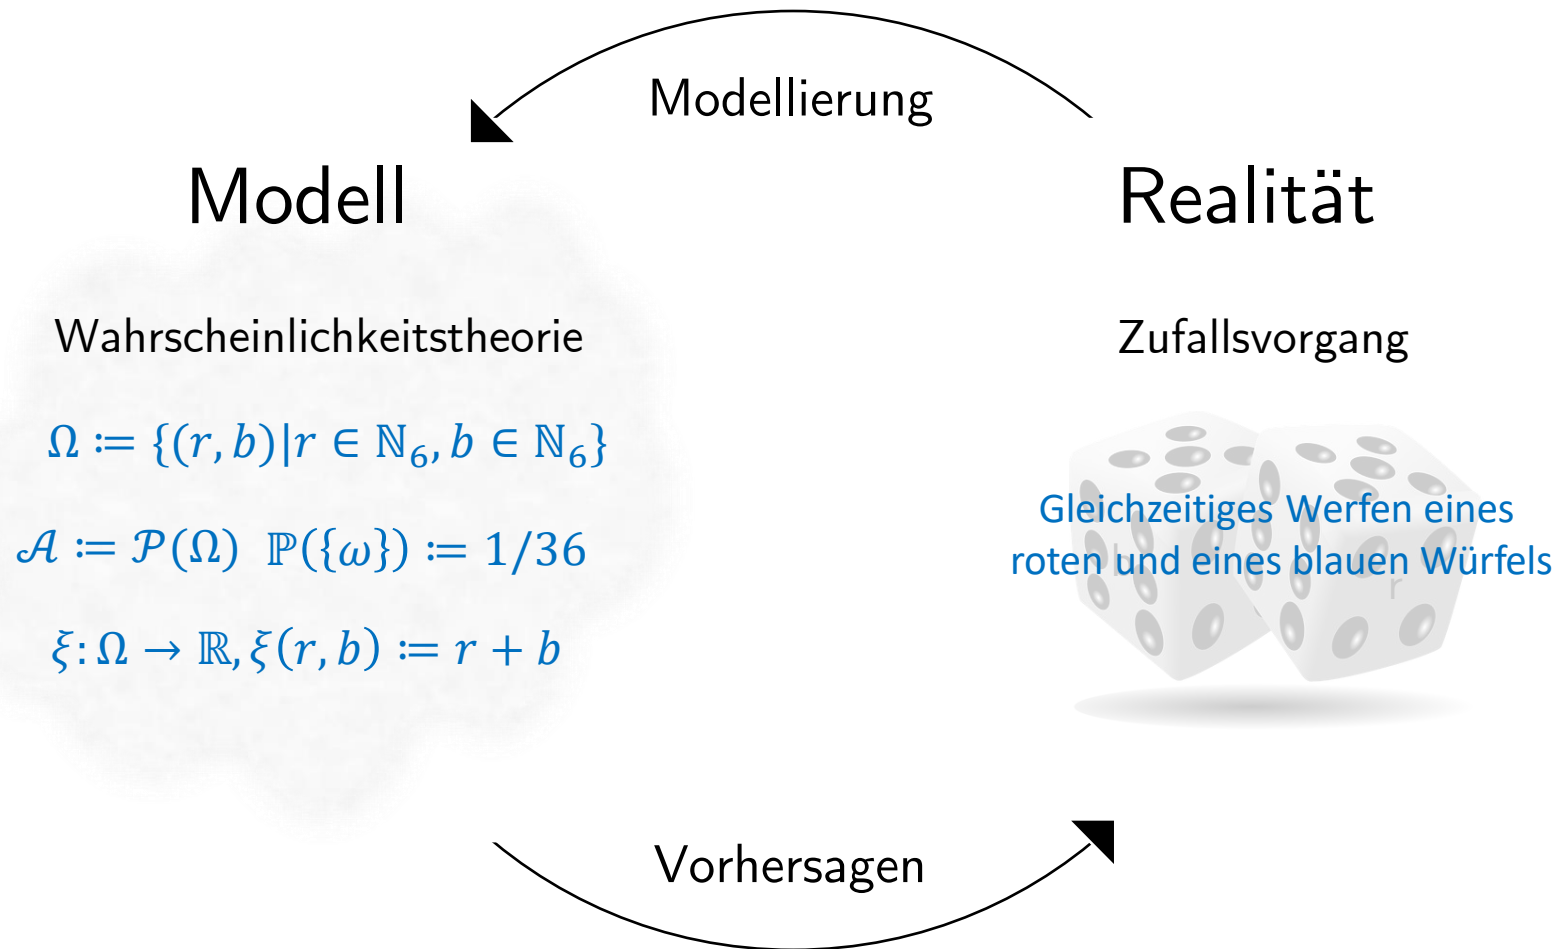 Modellierung
Modell
Realität
Wahrscheinlichkeitstheorie
Zufallsvorgang
Ω ≔ {(r, b)|r ∈ ℕ₆, b ∈ ℕ₆}
𝒜 ≔ 𝒫(Ω) ℙ({ω}) ≔ 1/36
ξ: Ω → ℝ, ξ(r, b) ≔ r + b
Gleichzeitiges Werfen eines
roten und eines blauen Würfels
b
r
Vorhersagen